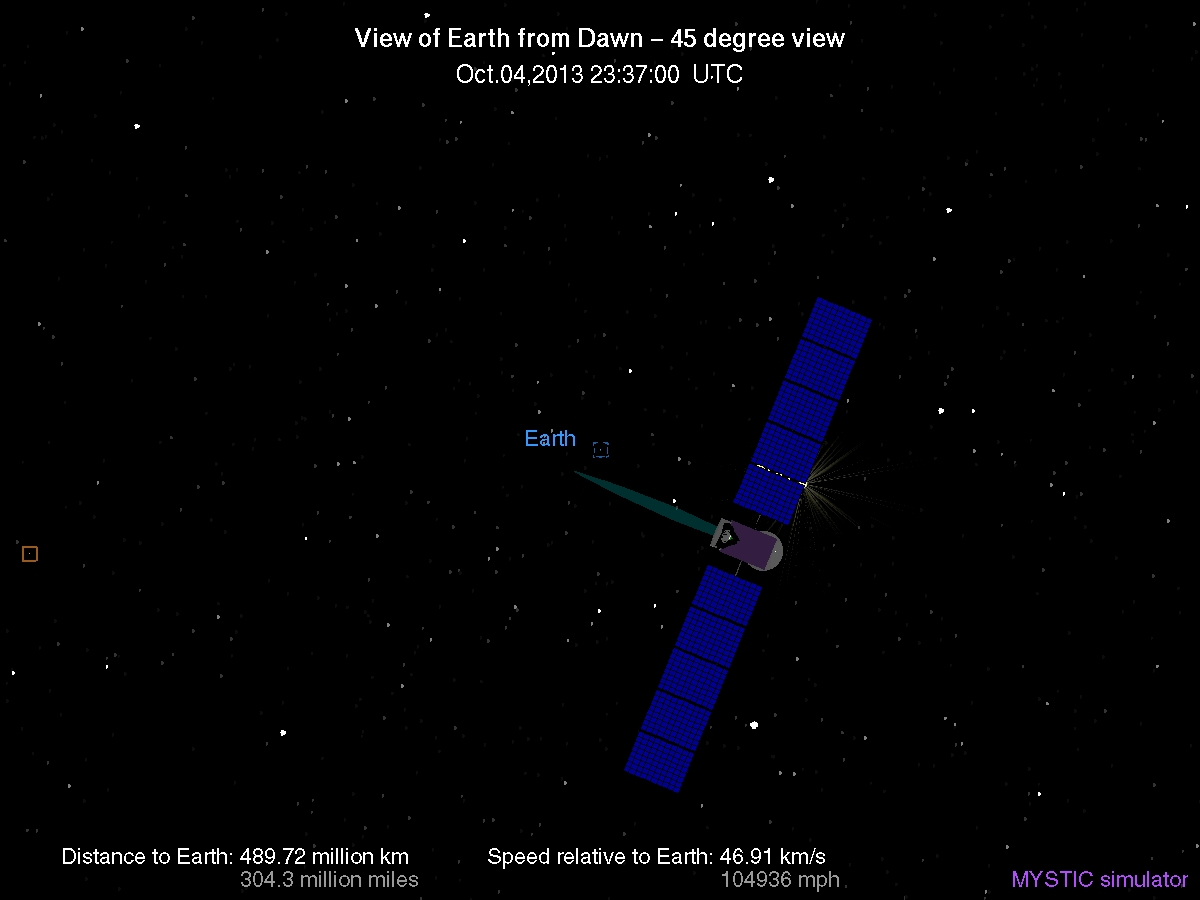 View of Earth from Dawn – 45 degree view
Oct.04,2013 23:37:00 UTC
Earth
Distance to Earth: 489.72 million km
304.3 million miles
Speed relative to Earth: 46.91 km/s
104936 mph
MYSTIC simulator